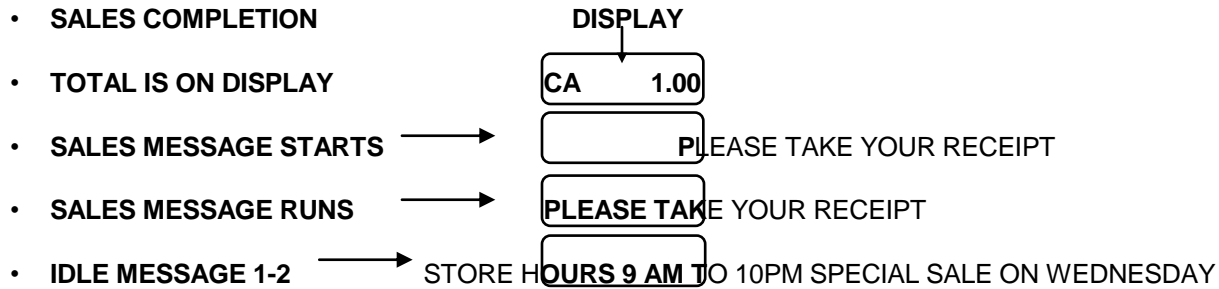 • SALES COMPLETION DISPLAY
• TOTAL IS ON DISPLAY CA 1.00
• SALES MESSAGE STARTS PLEASE TAKE YOUR RECEIPT
• SALES MESSAGE RUNS PLEASE TAKE YOUR RECEIPT
• IDLE MESSAGE 1-2 STORE HOURS 9 AM TO 10PM SPECIAL SALE ON WEDNESDAY